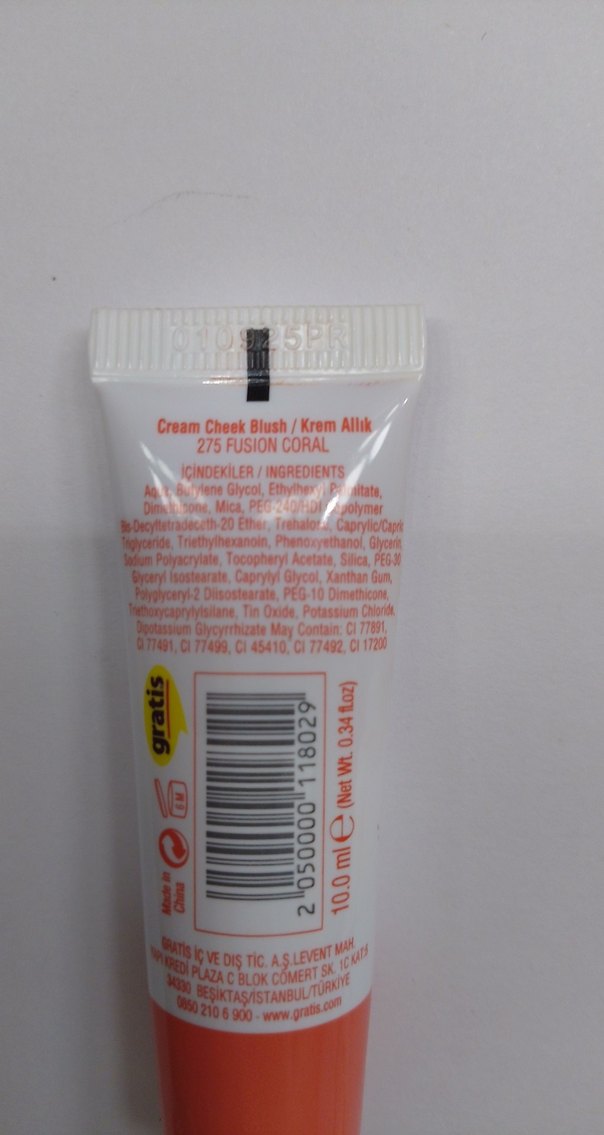 010925PR
Cream Cheek Blush / Krem Allık
275 FUSION CORAL
İÇİNDEKİLER / INGREDIENTS
Aqua, Butylene Glycol, Ethylhexyl Palmitate,
Dimethicone, Mica, PEG-240/HDI
Bis-Decyltetradeceth-20 Ether, Trehalose, Caprylic/Capric
Triglyceride, Triethylhexanoin, Phenoxyethanol, Glycerin,
Sodium Polyacrylate, Tocopheryl Acetate, Silica, PEG-30
Glyceryl Isostearate, Caprylyl Glycol, Xanthan Gum,
Polyglyceryl-2 Diisostearate, PEG-10 Dimethicone,
Triethoxycaprylylsilane, Tin Oxide, Potassium Chloride,
Dipotassium Glycyrrhizate May Contain: CI 77891,
CI 77491, CI 77499, CI 45410, CI 77492, CI 17200
gratis
6 M
Made in
China
2 050000 118029
10.0 ml e (Net Wt. 0.34 fl.oz)
GRATİS İÇ VE DIŞ TİC. A.Ş.LEVENT MAH.
YAPI KREDİ PLAZA C BLOK CÖMERT SK. 1C KAT:5
34330 BEŞİKTAŞ/İSTANBUL/TÜRKİYE
0850 210 6 900 - www.gratis.com